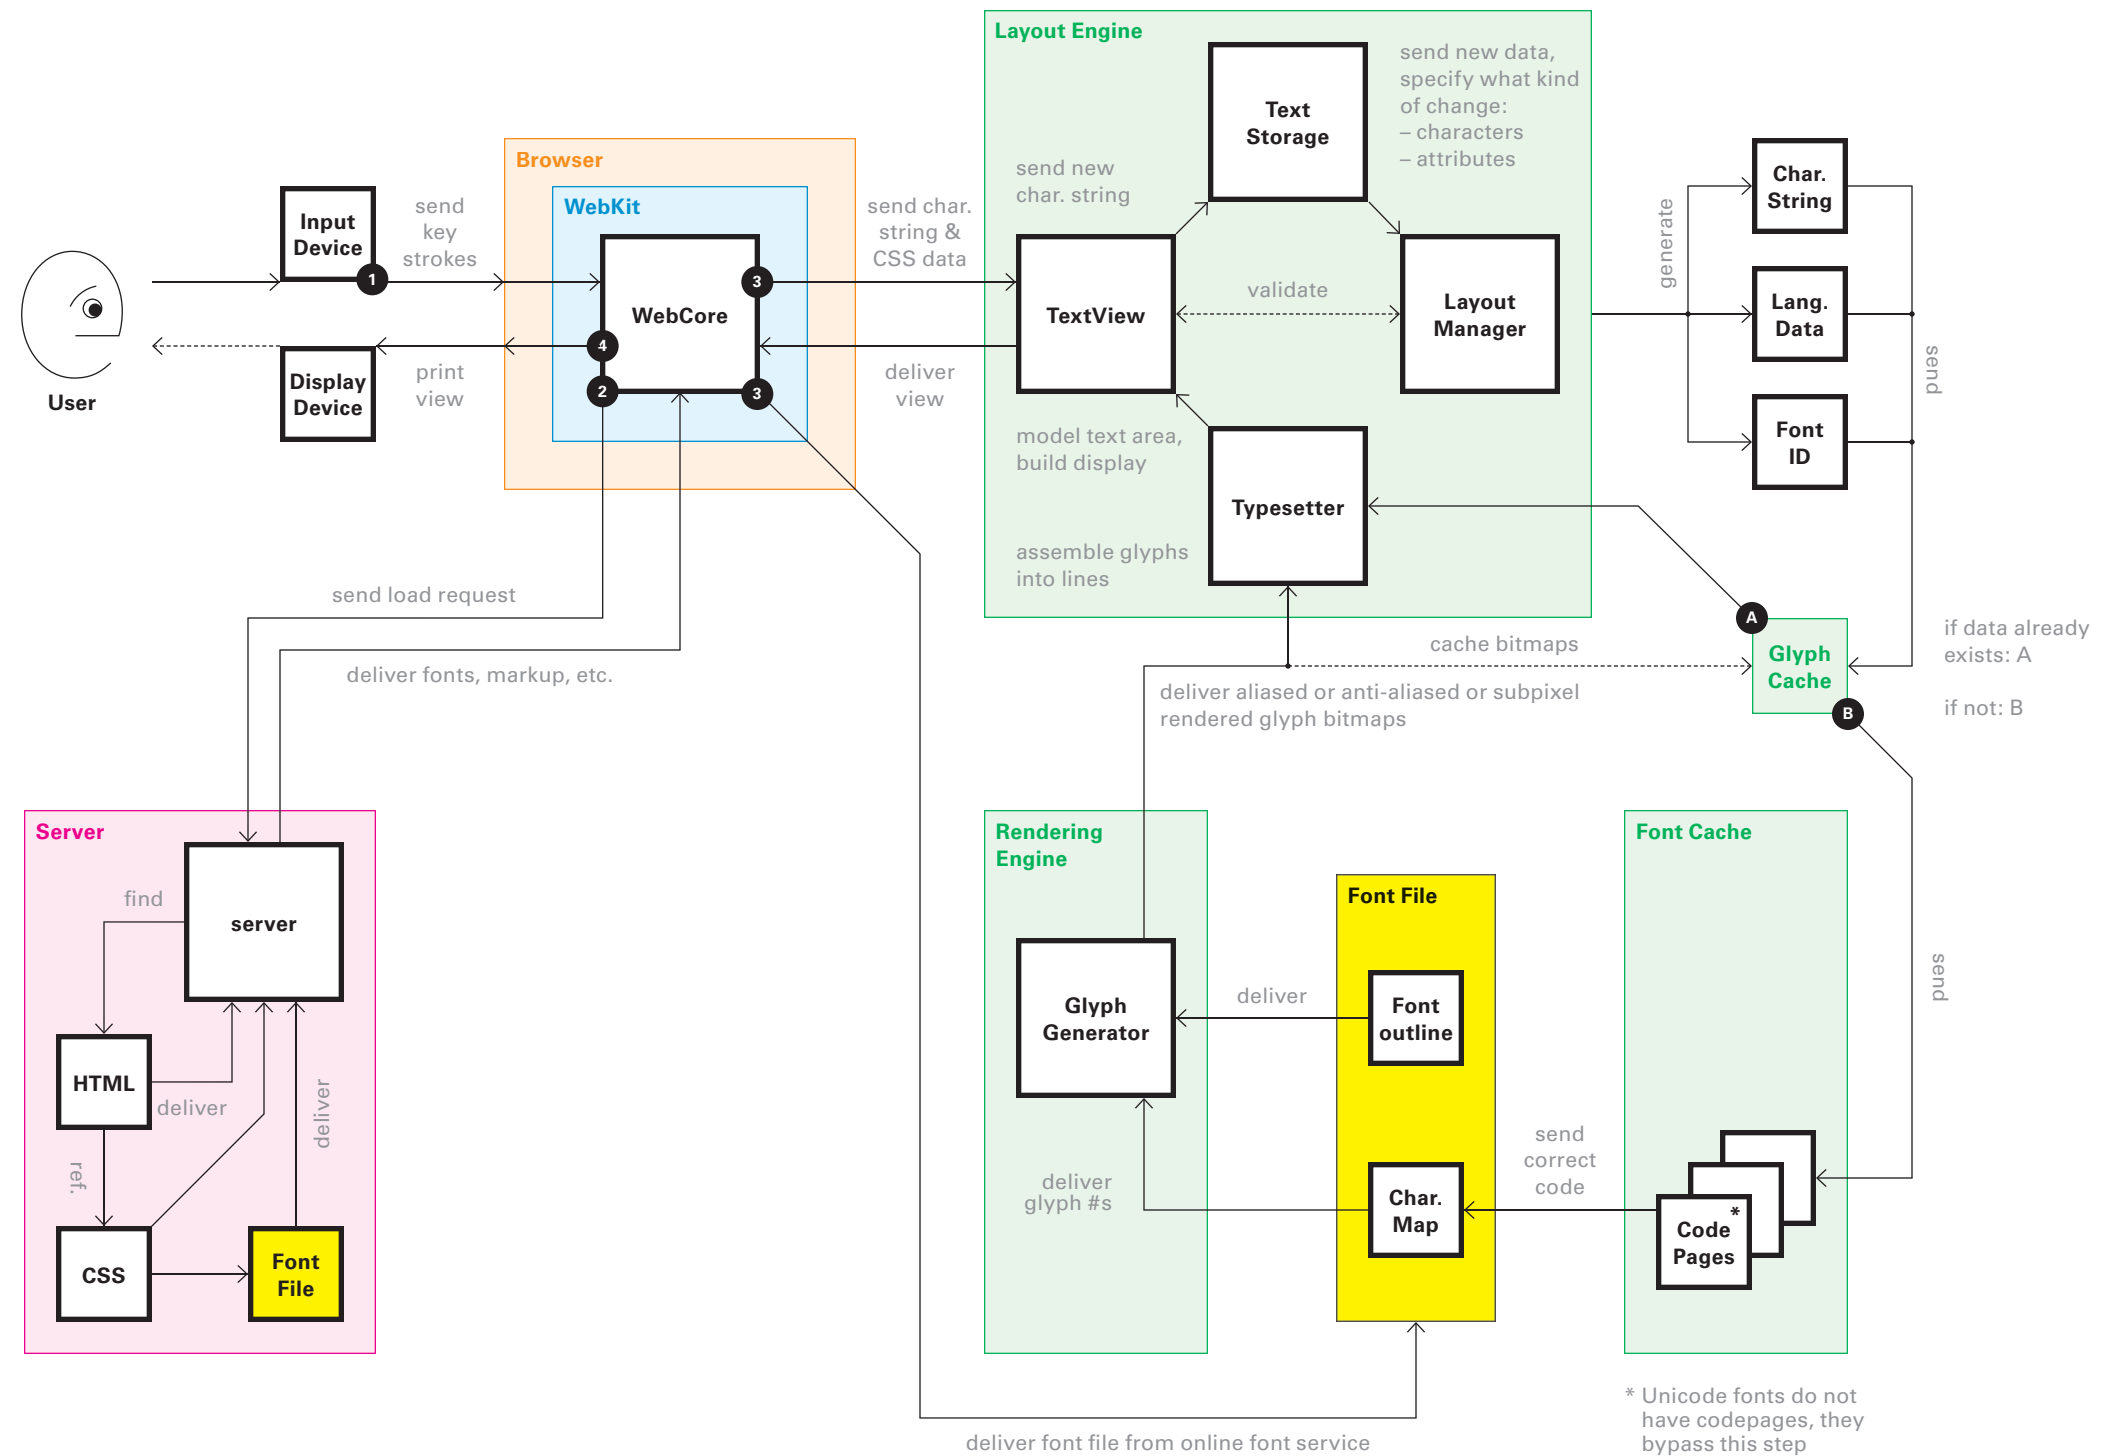 Layout Engine
Text
Storage
send new data,
specify what kind
of change:
– characters
– attributes
send new
char. string
Browser
WebKit
Input
Device
1
send
key
strokes
WebCore
3
send char.
string &
CSS data
TextView
validate
Layout
Manager
generate
Char.
String
Lang.
Data
Font
ID
send
User
Display
Device
print
view
4
2
3
deliver
view
model text area,
build display
Typesetter
assemble glyphs
into lines
send load request
deliver fonts, markup, etc.
cache bitmaps
deliver aliased or anti-aliased or subpixel
rendered glyph bitmaps
A
Glyph
Cache
B
if data already
exists: A
if not: B
Server
server
find
HTML
deliver
deliver
ref.
CSS
Font
File
Rendering
Engine
Glyph
Generator
deliver
Font File
Font
outline
deliver
glyph #s
Char.
Map
send
correct
code
Font Cache
send
*
Code
Pages
* Unicode fonts do not
have codepages, they
bypass this step
deliver font file from online font service